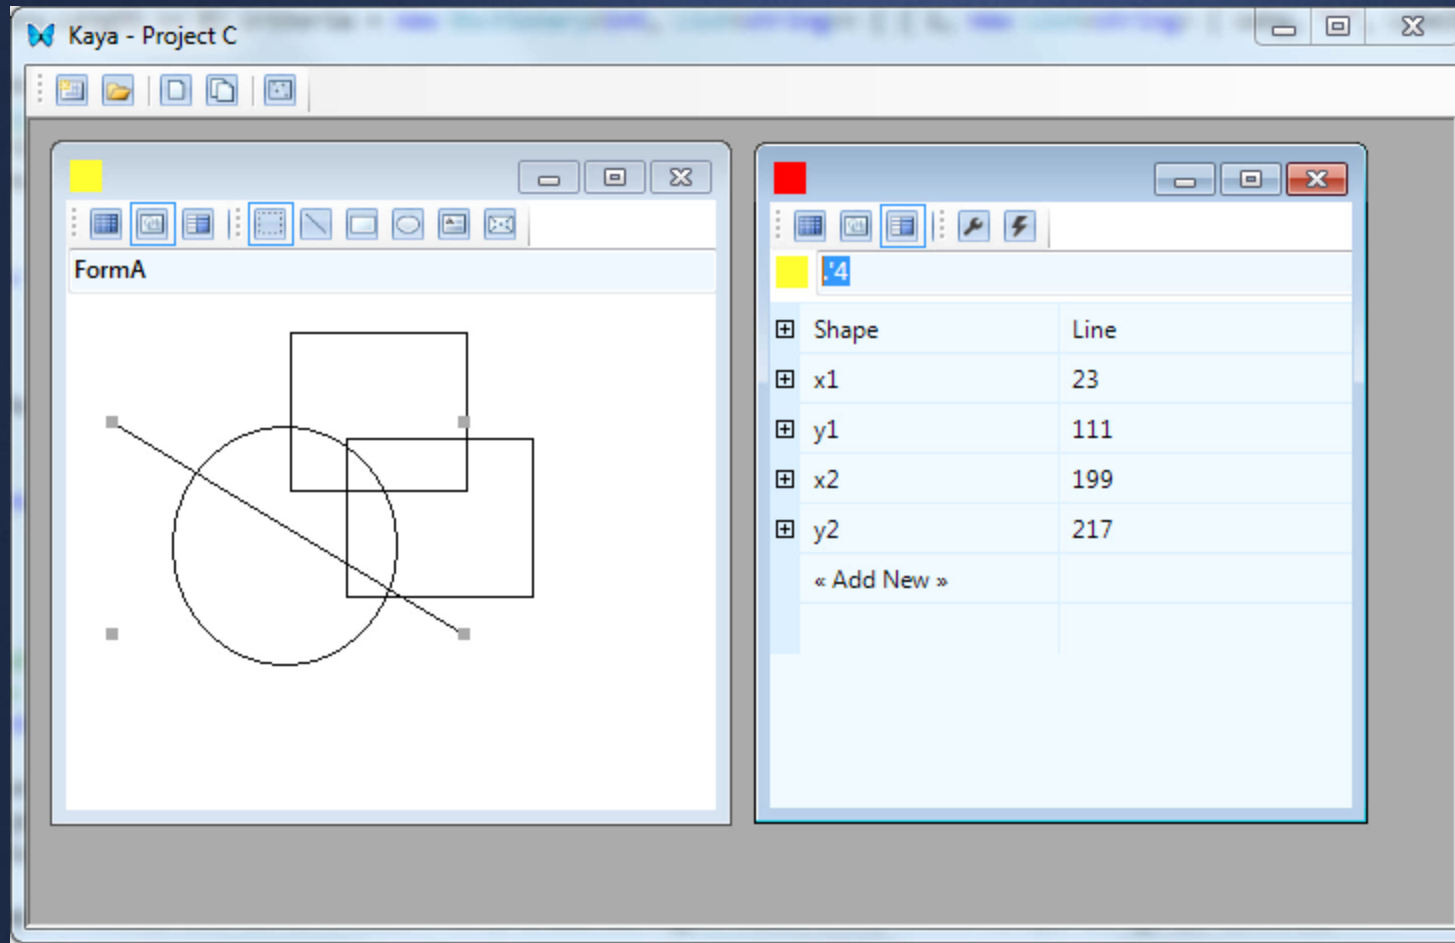 Kaya - Project C
FormA
.'4
Shape Line
x1 23
y1 111
x2 199
y2 217
« Add New »